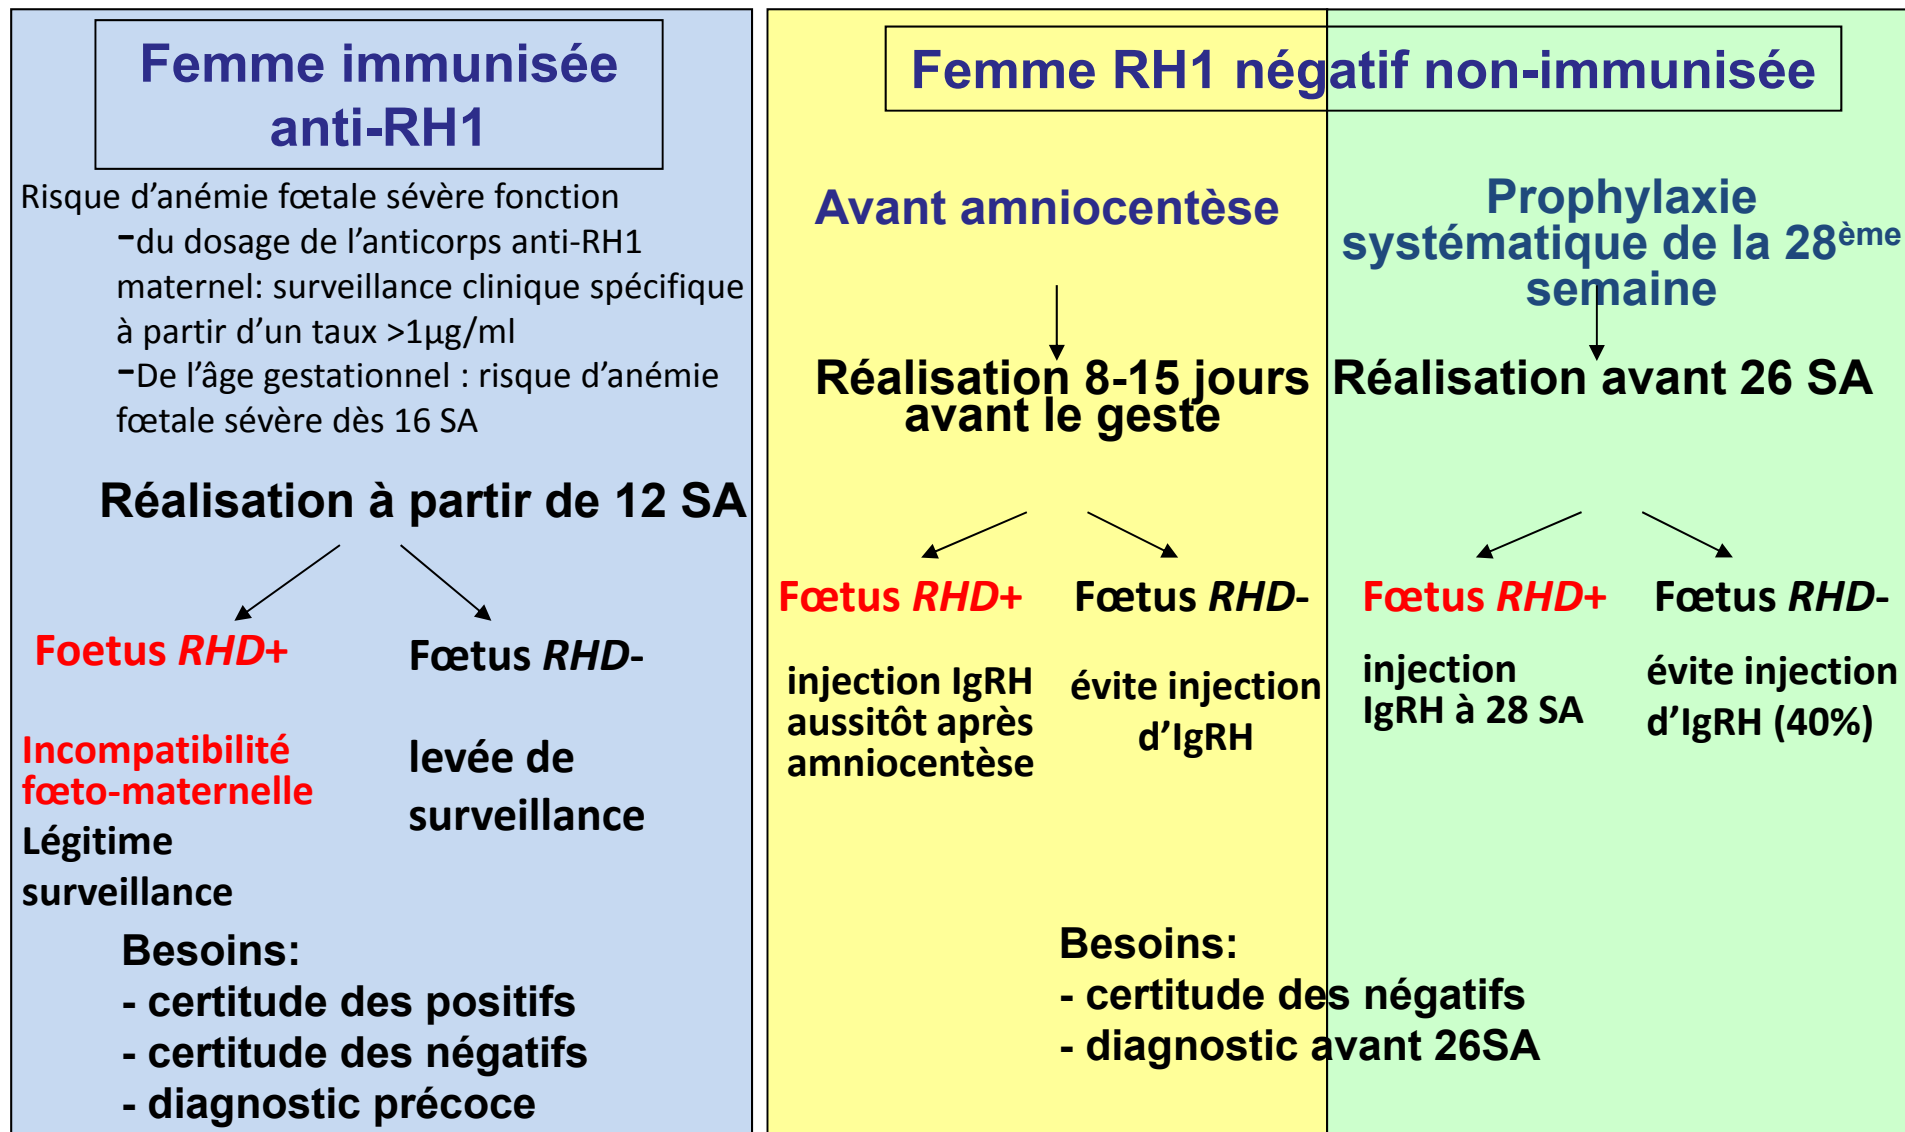 Femme immunisée
anti-RH1
Risque d’anémie fœtale sévère fonction
-du dosage de l’anticorps anti-RH1
maternel: surveillance clinique spécifique
à partir d’un taux >1µg/ml
-De l’âge gestationnel : risque d’anémie
fœtale sévère dès 16 SA
Réalisation à partir de 12 SA
Foetus RHD+
Fœtus RHD-
Incompatibilité
fœto-maternelle
Légitime
surveillance
levée de
surveillance
Besoins:
- certitude des positifs
- certitude des négatifs
- diagnostic précoce
Femme RH1 négatif non-immunisée
Avant amniocentèse
Réalisation 8-15 jours
avant le geste
Fœtus RHD+
Fœtus RHD-
injection IgRH
aussitôt après
amniocentèse
évite injection
d’IgRH
Prophylaxie
systématique de la 28ème
semaine
Réalisation avant 26 SA
Fœtus RHD+
Fœtus RHD-
injection
IgRH à 28 SA
évite injection
d’IgRH (40%)
Besoins:
- certitude des négatifs
- diagnostic avant 26SA